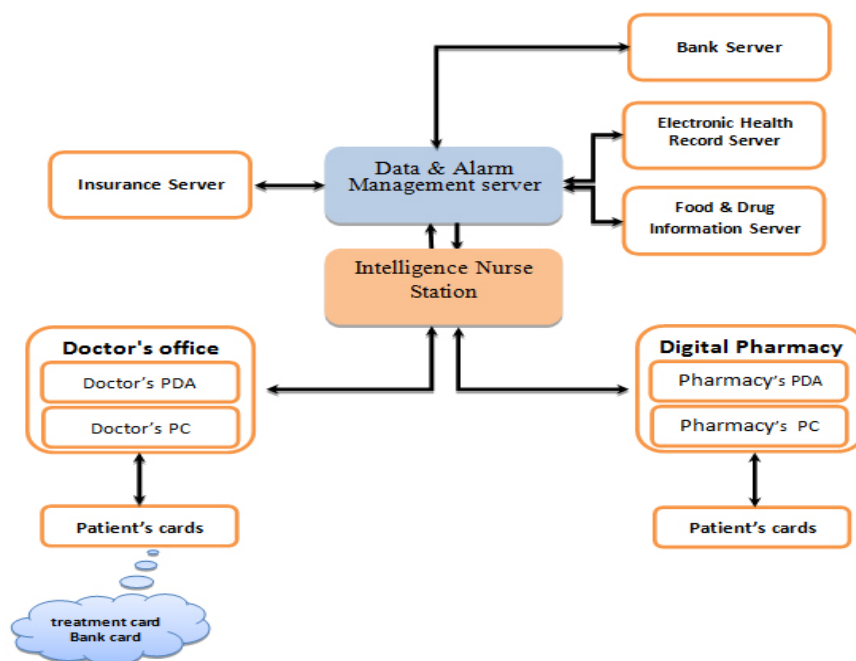 Bank Server
Electronic Health
Record Server
Data & Alarm
Management server
Insurance Server
Food & Drug
Information Server
Intelligence Nurse
Station
Doctor's office
Doctor's PDA
Doctor's PC
Digital Pharmacy
Pharmacy's PDA
Pharmacy's PC
Patient's cards
Patient's cards
treatment card
Bank card